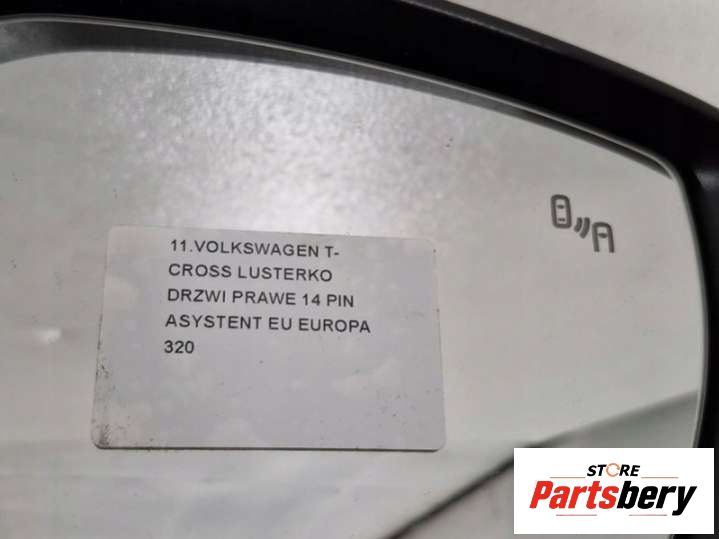 11.VOLKSWAGEN T-
CROSS LUSTERKO
DRZWI PRAWE 14 PIN
ASYSTENT EU EUROPA
320
STORE
Partsbery